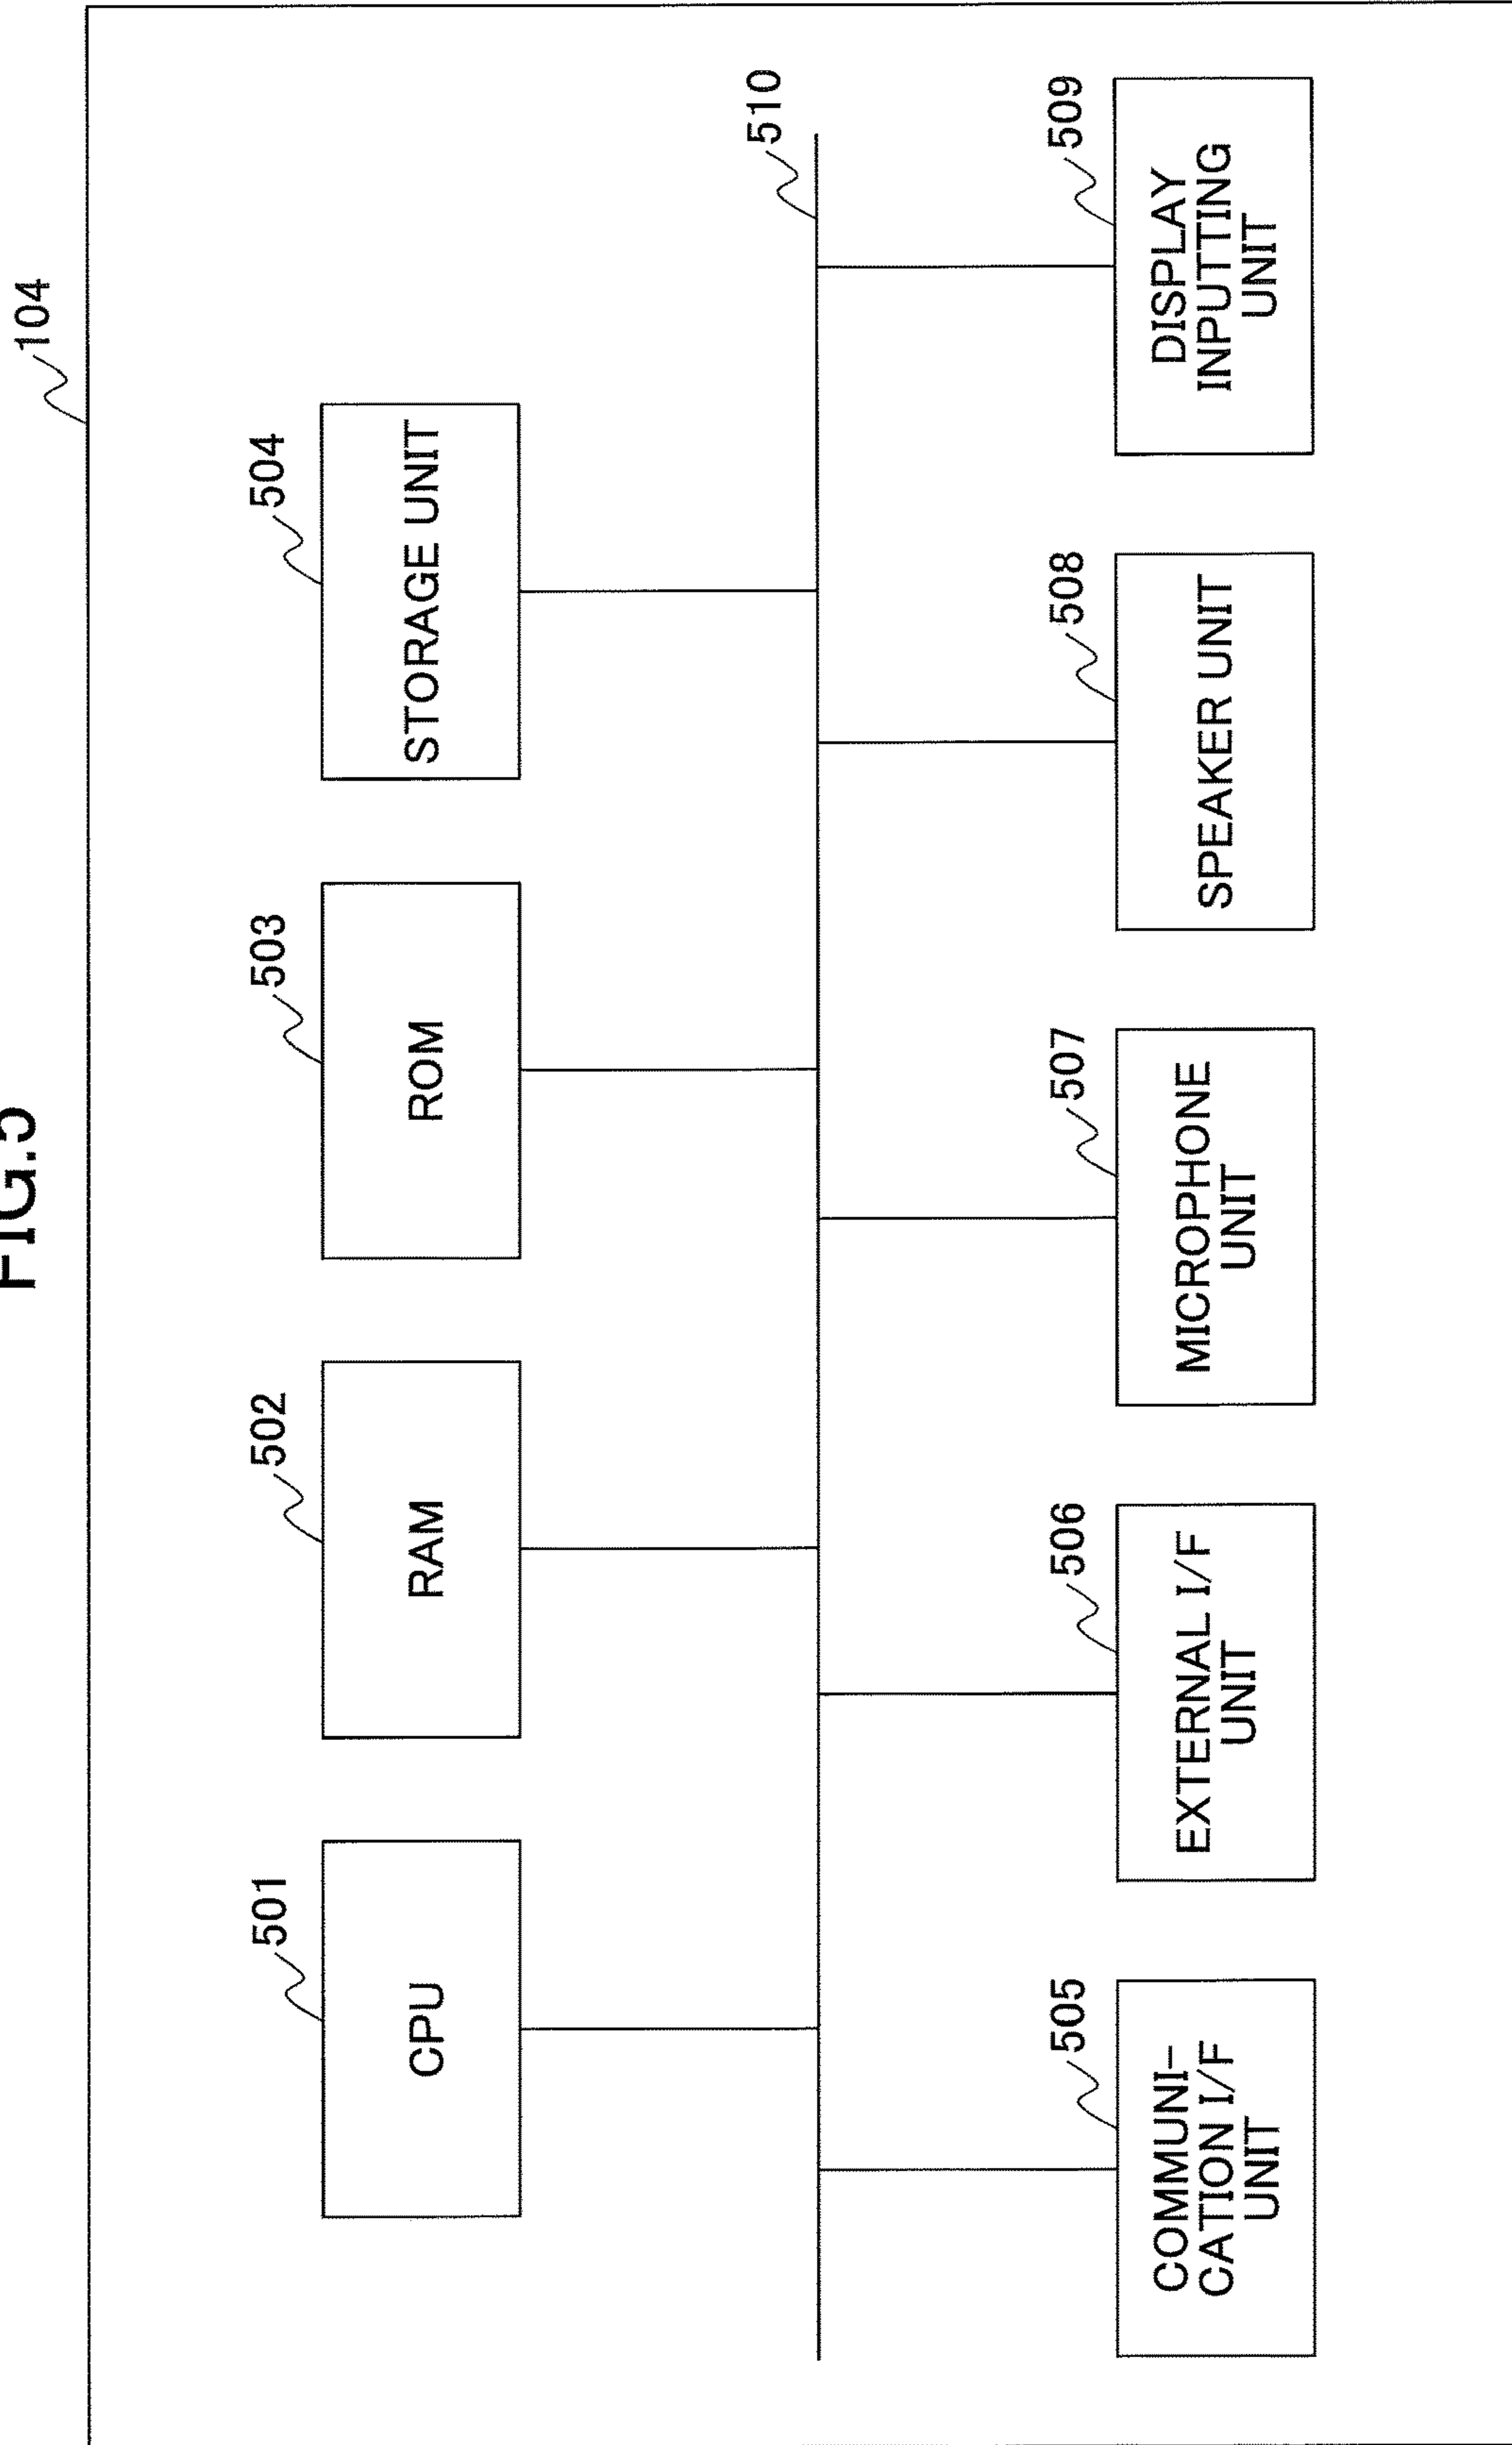 FIG.5
104
501
502
503
504
CPU
RAM
ROM
STORAGE UNIT
510
505
506
507
508
509
COMMUNI-
CATION I/F
UNIT
EXTERNAL I/F
UNIT
MICROPHONE
UNIT
SPEAKER UNIT
DISPLAY
INPUTTING
UNIT